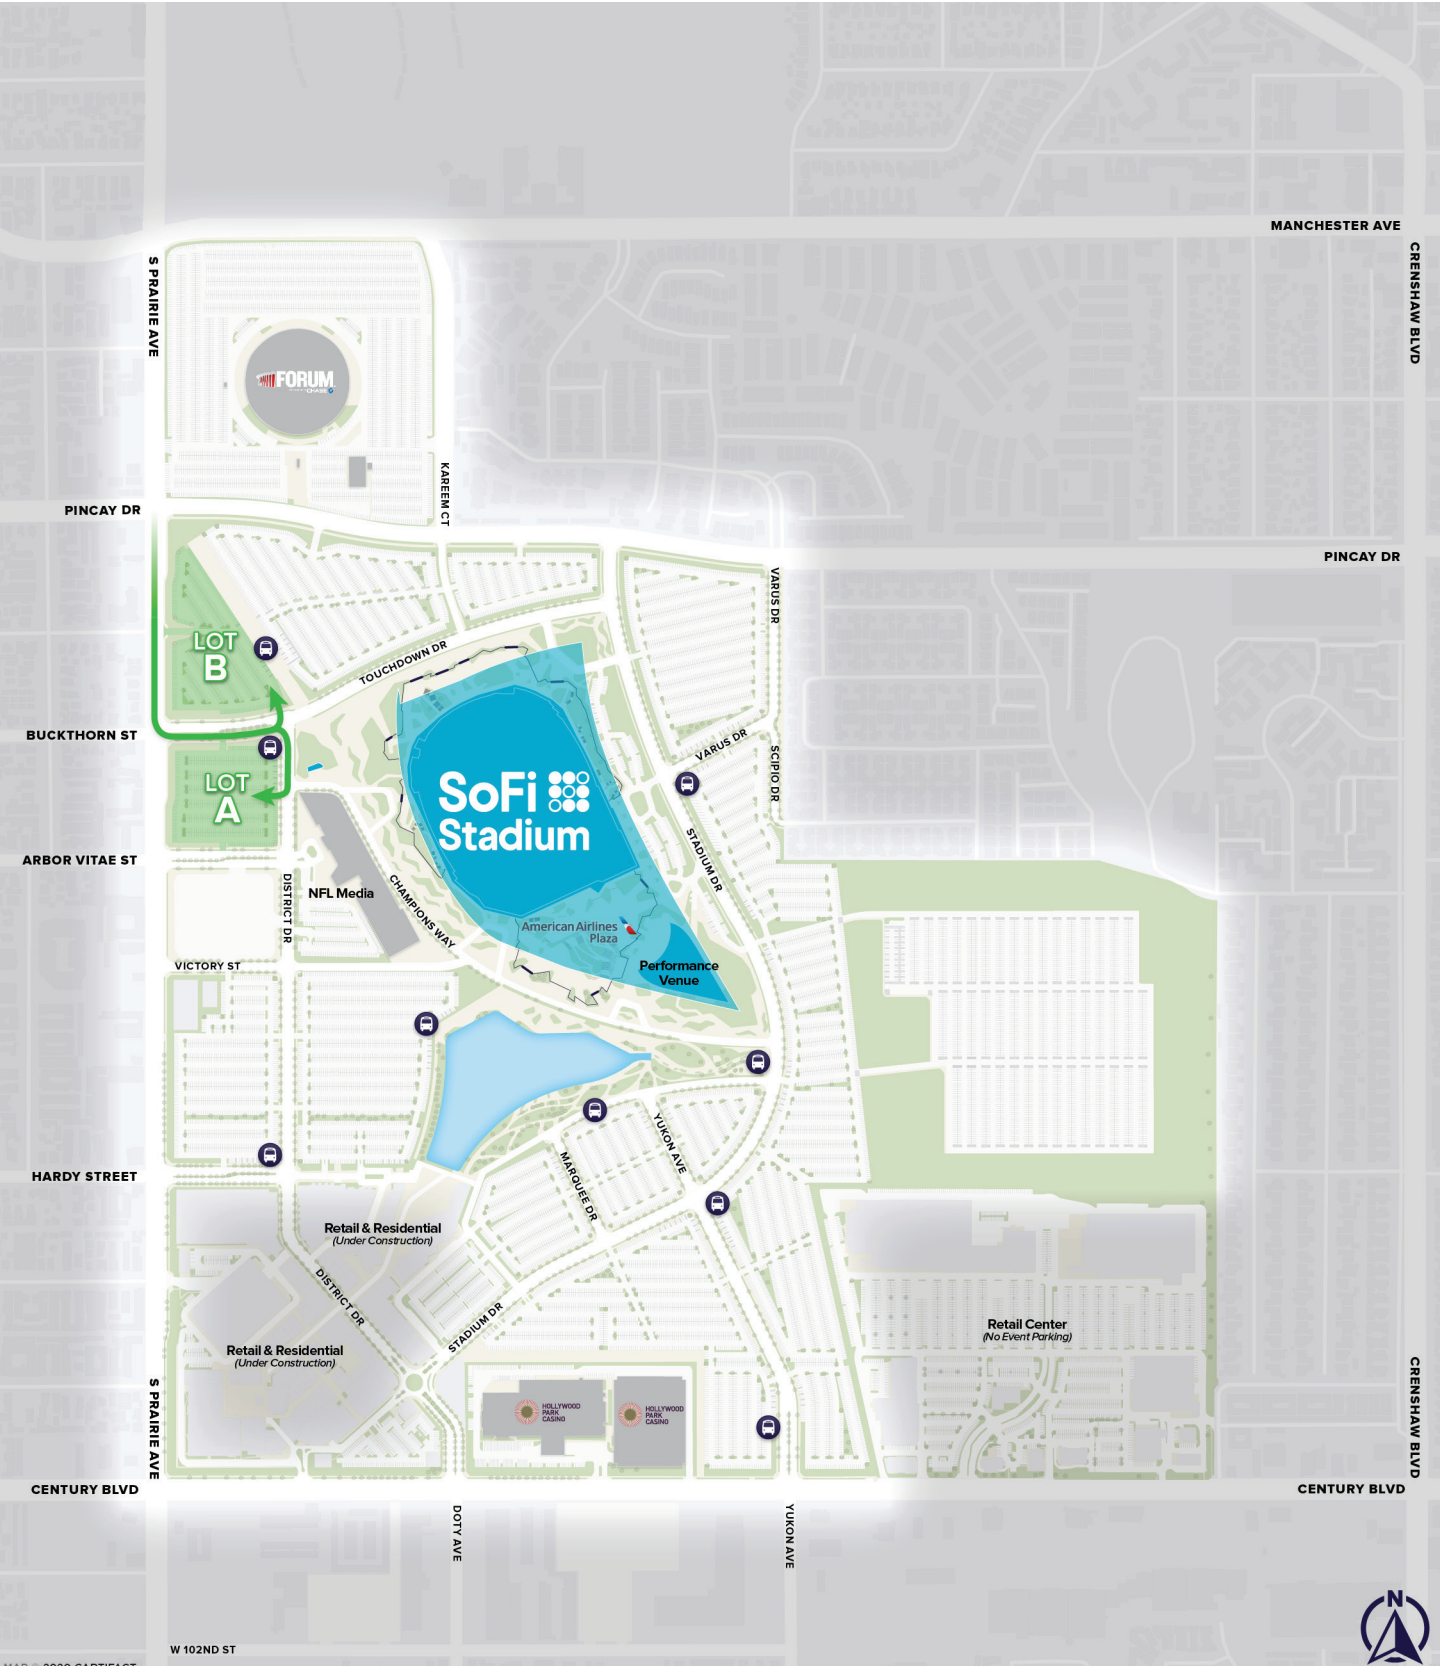 MANCHESTER AVE
CRENSHAW BLVD
S PRAIRIE AVE
FORUM
CHASE
KAREEM CT
PINCAY DR
PINCAY DR
VARUS DR
LOT
B
TOUCHDOWN DR
BUCKTHORN ST
VARUS DR
SCIPIO DR
LOT
A
SoFi
Stadium
STADIUM DR
ARBOR VITAE ST
DISTRICT DR
NFL Media
CHAMPIONS WAY
American Airlines
Plaza
Performance
Venue
VICTORY ST
YUKON AVE
MARQUEE DR
HARDY STREET
Retail & Residential
(Under Construction)
DISTRICT DR
STADIUM DR
Retail Center
(No Event Parking)
Retail & Residential
(Under Construction)
S PRAIRIE AVE
HOLLYWOOD
PARK
CASINO
HOLLYWOOD
PARK
CASINO
CRENSHAW BLVD
CENTURY BLVD
CENTURY BLVD
DOTY AVE
YUKON AVE
N
W 102ND ST
MAP © 2020 CARTIFACT